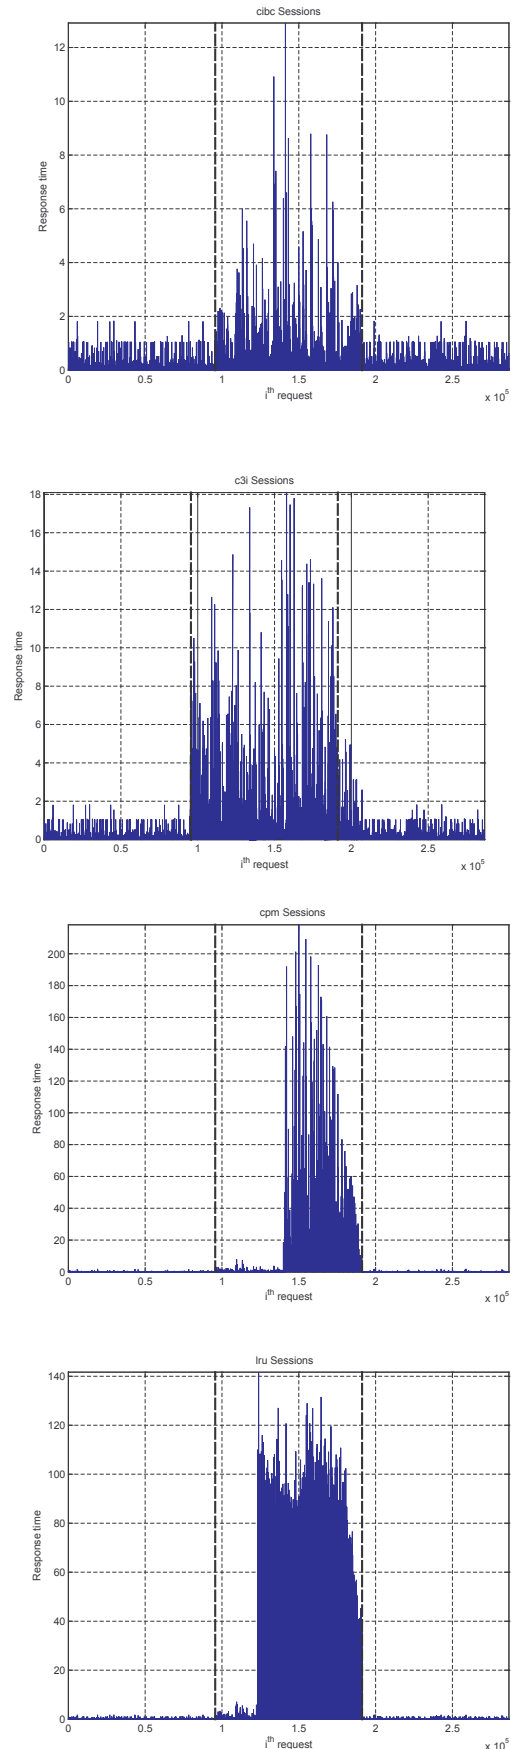 cibc Sessions
12
10
8
6
4
2
0
Response time
0 0.5 1 1.5 2 2.5
x 10^5
i^th request
c3i Sessions
18
16
14
12
10
8
6
4
2
0
Response time
0 0.5 1 1.5 2 2.5
x 10^5
i^th request
cpm Sessions
200
180
160
140
120
100
80
60
40
20
0
Response time
0 0.5 1 1.5 2 2.5
x 10^5
i^th request
lru Sessions
140
120
100
80
60
40
20
0
Response time
0 0.5 1 1.5 2 2.5
x 10^5
i^th request